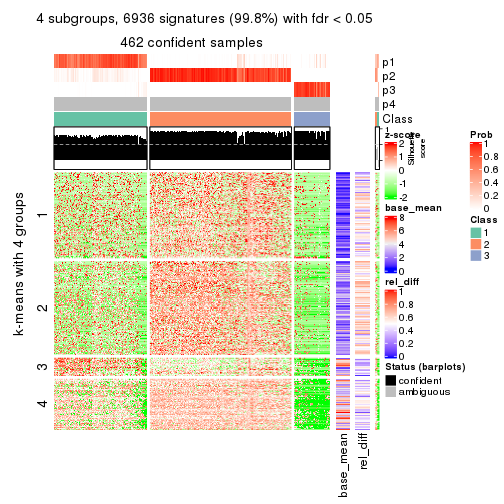 4 subgroups, 6936 signatures (99.8%) with fdr < 0.05
462 confident samples
p1
p2
p3
p4
Class
1
0
Silhouette
score
k-means with 4 groups
1
2
3
4
base_mean
rel_diff
z-score
2
1
0
-1
-2
base_mean
8
6
4
2
0
rel_diff
1
0.8
0.6
0.4
0.2
0
Status (barplots)
confident
ambiguous
Prob
1
0.8
0.6
0.4
0.2
0
Class
1
2
3